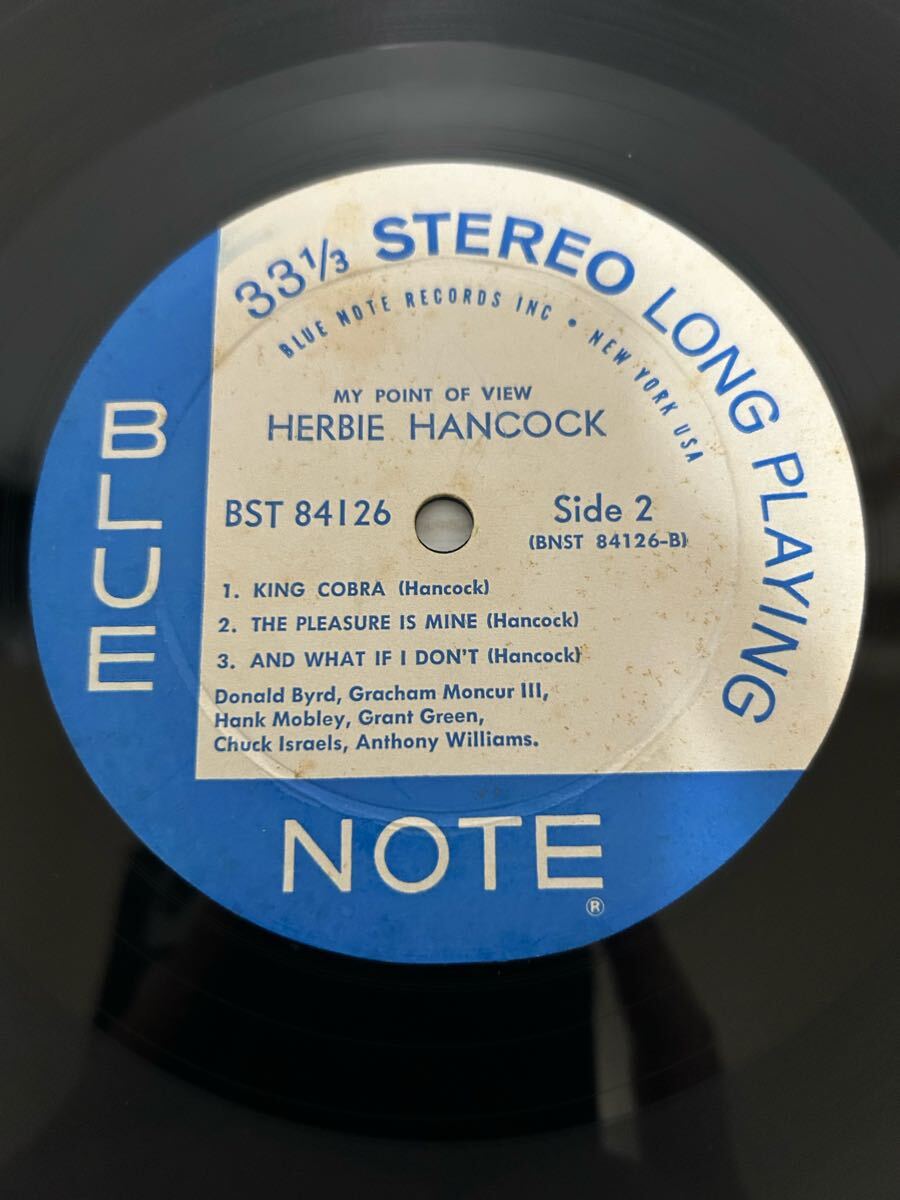 33⅓ STEREO LONG PLAYING
BLUE NOTE RECORDS INC • NEW YORK USA
MY POINT OF VIEW
HERBIE HANCOCK
BST 84126
Side 2
(BNST 84126-B)
1. KING COBRA (Hancock)
2. THE PLEASURE IS MINE (Hancock)
3. AND WHAT IF I DON'T (Hancock)
Donald Byrd, Gracham Moncur III,
Hank Mobley, Grant Green,
Chuck Israels, Anthony Williams.
BLUE
NOTE
®